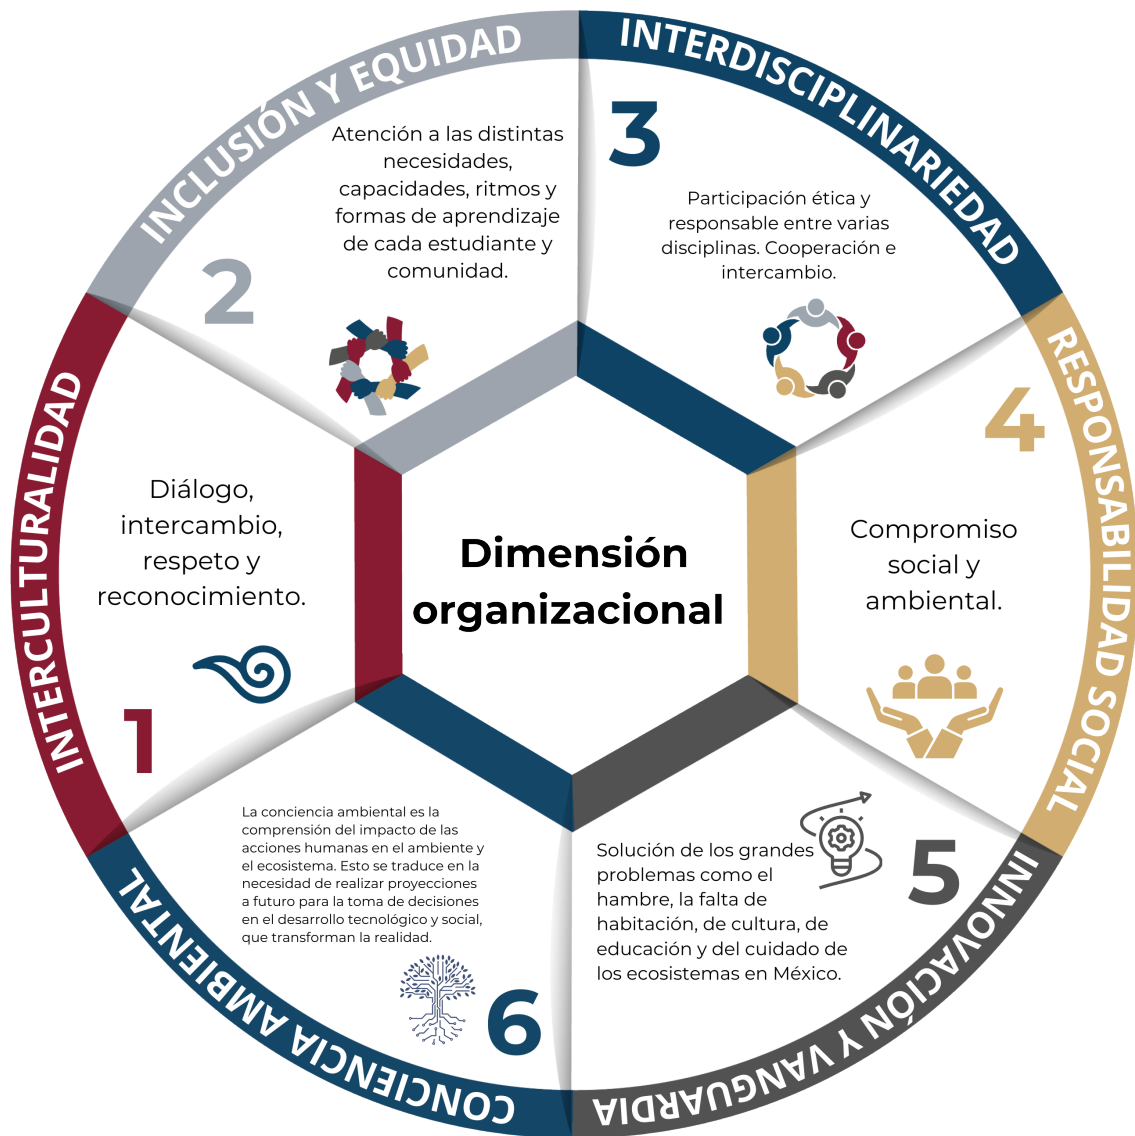 Dimensión
organizacional
INTERCULTURALIDAD
1
Diálogo,
intercambio,
respeto y
reconocimiento.
INCLUSIÓN Y EQUIDAD
2
Atención a las distintas
necesidades,
capacidades, ritmos y
formas de aprendizaje
de cada estudiante y
comunidad.
INTERDISCIPLINARIEDAD
3
Participación ética y
responsable entre varias
disciplinas. Cooperación e
intercambio.
RESPONSABILIDAD SOCIAL
4
Compromiso
social y
ambiental.
INNOVACIÓN Y VANGUARDIA
5
Solución de los grandes
problemas como el
hambre, la falta de
habitación, de cultura, de
educación y del cuidado de
los ecosistemas en México.
CONCIENCIA AMBIENTAL
6
La conciencia ambiental es la
comprensión del impacto de las
acciones humanas en el ambiente y
el ecosistema. Esto se traduce en la
necesidad de realizar proyecciones
a futuro para la toma de decisiones
en el desarrollo tecnológico y social,
que transforman la realidad.